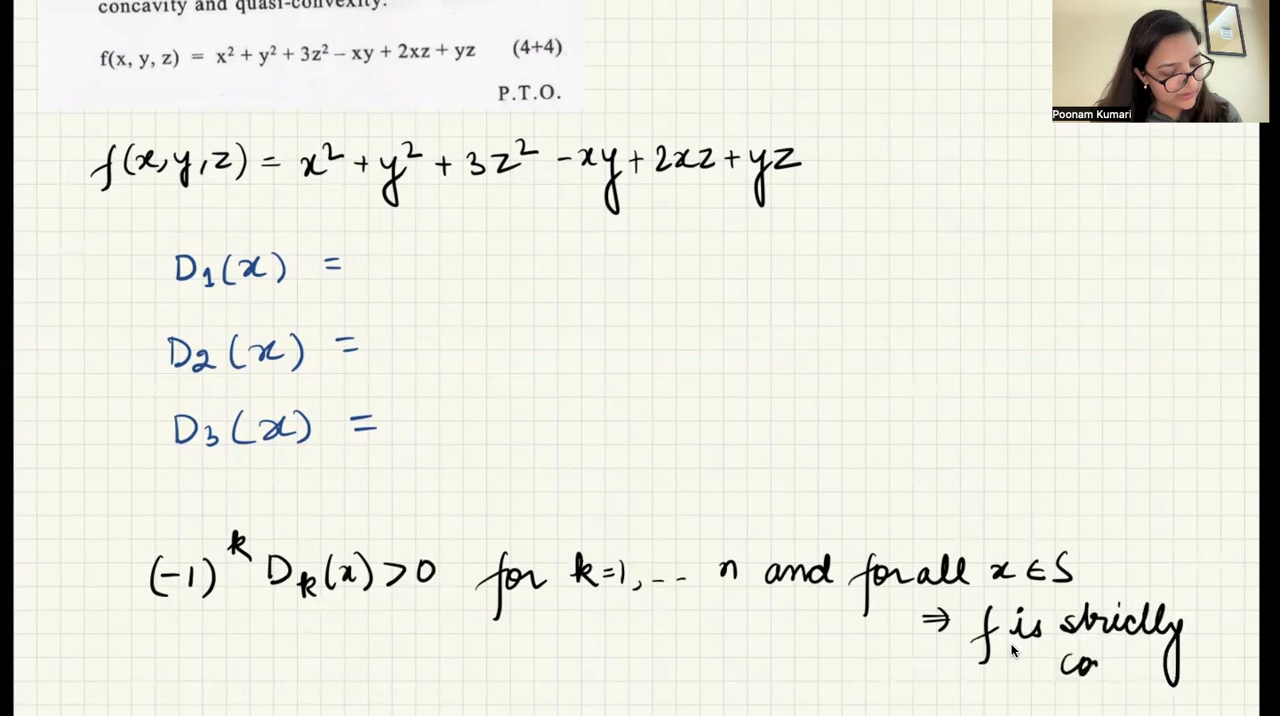 concavity and quasi-convexity.
f(x, y, z) = x² + y² + 3z² – xy + 2xz + yz (4+4)
P.T.O.
Poonam Kumari
f(x,y,z) = x² + y² + 3z² - xy + 2xz + yz
D₁(x) =
D₂(x) =
D₃(x) =
(-1)ᵏ Dₖ(x) > 0 for k=1, --- n and for all x ∈ S
⇒ f is strictly
co